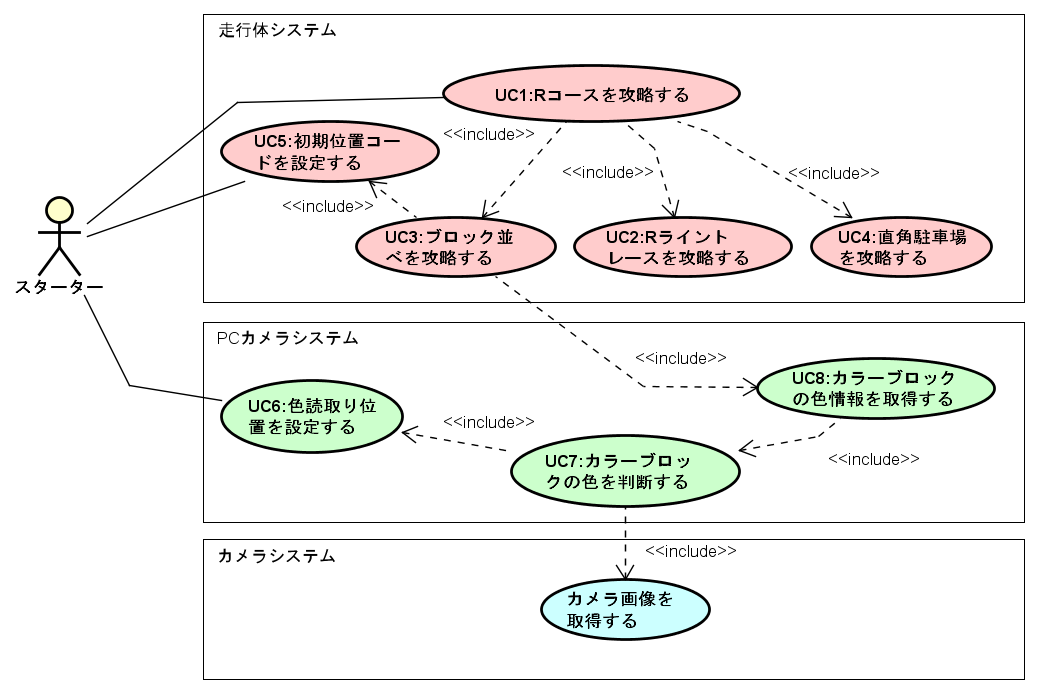 走行体システム
UC1:Rコースを攻略する
<<include>>
UC5:初期位置コー
ドを設定する
<<include>>
<<include>>
<<include>>
UC3:ブロック並
べを攻略する
UC2:Rライント
レースを攻略する
UC4:直角駐車場
を攻略する
スターター
PCカメラシステム
<<include>>
UC8:カラーブロック
の色情報を取得する
UC6:色読取り位
置を設定する
<<include>>
UC7:カラーブロッ
クの色を判断する
<<include>>
カメラシステム
<<include>>
カメラ画像を
取得する